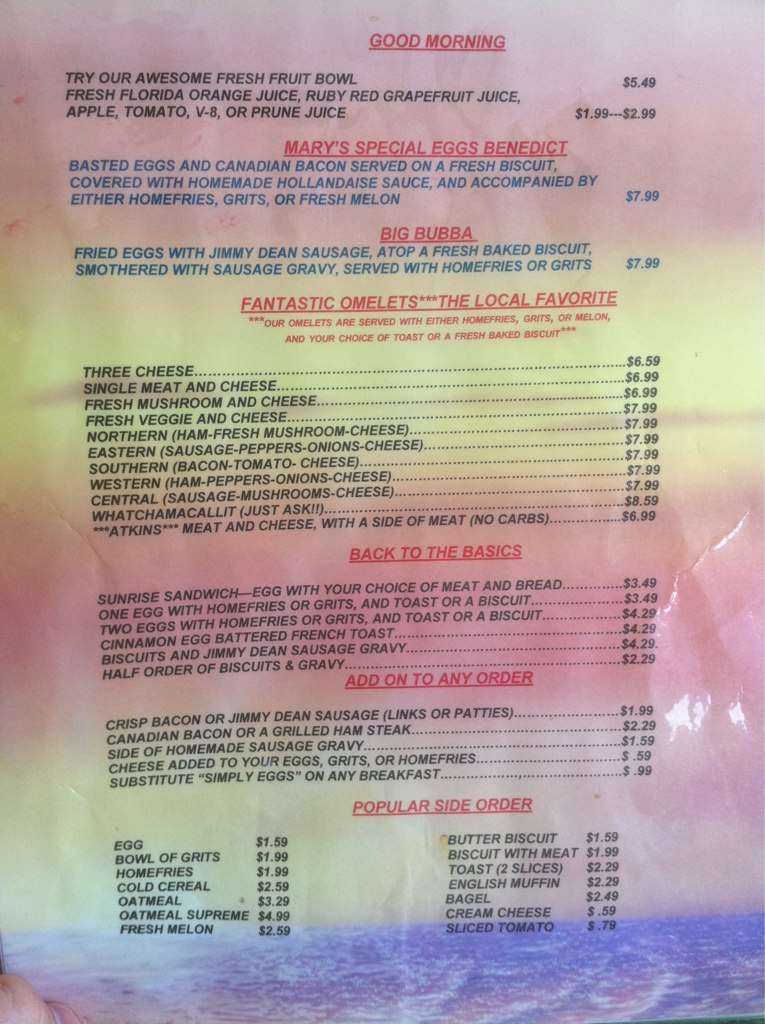 GOOD MORNING
TRY OUR AWESOME FRESH FRUIT BOWL $5.49
FRESH FLORIDA ORANGE JUICE, RUBY RED GRAPEFRUIT JUICE,
APPLE, TOMATO, V-8, OR PRUNE JUICE $1.99---$2.99
MARY'S SPECIAL EGGS BENEDICT
BASTED EGGS AND CANADIAN BACON SERVED ON A FRESH BISCUIT,
COVERED WITH HOMEMADE HOLLANDAISE SAUCE, AND ACCOMPANIED BY
EITHER HOMEFRIES, GRITS, OR FRESH MELON $7.99
BIG BUBBA
FRIED EGGS WITH JIMMY DEAN SAUSAGE, ATOP A FRESH BAKED BISCUIT,
SMOTHERED WITH SAUSAGE GRAVY, SERVED WITH HOMEFRIES OR GRITS $7.99
FANTASTIC OMELETS***THE LOCAL FAVORITE
***OUR OMELETS ARE SERVED WITH EITHER HOMEFRIES, GRITS, OR MELON,
AND YOUR CHOICE OF TOAST OR A FRESH BAKED BISCUIT***
THREE CHEESE....................$6.59
SINGLE MEAT AND CHEESE....................$6.99
FRESH MUSHROOM AND CHEESE....................$6.99
FRESH VEGGIE AND CHEESE....................$7.99
NORTHERN (HAM-FRESH MUSHROOM-CHEESE)....................$7.99
EASTERN (SAUSAGE-PEPPERS-ONIONS-CHEESE)....................$7.99
SOUTHERN (BACON-TOMATO- CHEESE)....................$7.99
WESTERN (HAM-PEPPERS-ONIONS-CHEESE)....................$7.99
CENTRAL (SAUSAGE-MUSHROOMS-CHEESE)....................$7.99
WHATCHAMACALLIT (JUST ASK!!)....................$8.59
***ATKINS*** MEAT AND CHEESE, WITH A SIDE OF MEAT (NO CARBS)....................$6.99
BACK TO THE BASICS
SUNRISE SANDWICH—EGG WITH YOUR CHOICE OF MEAT AND BREAD..............$3.49
ONE EGG WITH HOMEFRIES OR GRITS, AND TOAST OR A BISCUIT....................$3.49
TWO EGGS WITH HOMEFRIES OR GRITS, AND TOAST OR A BISCUIT....................$4.29
CINNAMON EGG BATTERED FRENCH TOAST....................$4.29
BISCUITS AND JIMMY DEAN SAUSAGE GRAVY....................$4.29.
HALF ORDER OF BISCUITS & GRAVY....................$2.29
ADD ON TO ANY ORDER
CRISP BACON OR JIMMY DEAN SAUSAGE (LINKS OR PATTIES)....................$1.99
CANADIAN BACON OR A GRILLED HAM STEAK....................$2.29
SIDE OF HOMEMADE SAUSAGE GRAVY....................$1.59
CHEESE ADDED TO YOUR EGGS, GRITS, OR HOMEFRIES....................$ .59
SUBSTITUTE "SIMPLY EGGS" ON ANY BREAKFAST....................$ .99
POPULAR SIDE ORDER
EGG $1.59
BOWL OF GRITS $1.99
HOMEFRIES $1.99
COLD CEREAL $2.59
OATMEAL $3.29
OATMEAL SUPREME $4.99
FRESH MELON $2.59
BUTTER BISCUIT $1.59
BISCUIT WITH MEAT $1.99
TOAST (2 SLICES) $2.29
ENGLISH MUFFIN $2.29
BAGEL $2.49
CREAM CHEESE $ .59
SLICED TOMATO $ .79